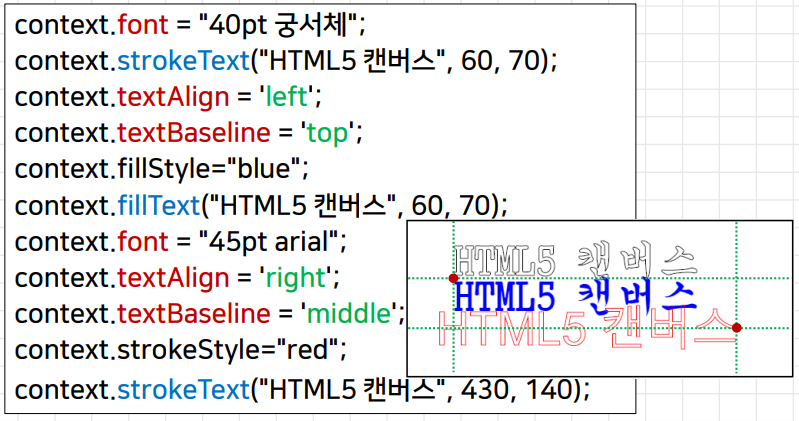 context.font = "40pt 궁서체";
context.strokeText("HTML5 캔버스", 60, 70);
context.textAlign = 'left';
context.textBaseline = 'top';
context.fillStyle="blue";
context.fillText("HTML5 캔버스", 60, 70);
context.font = "45pt arial";
context.textAlign = 'right';
context.textBaseline = 'middle';
context.strokeStyle="red";
context.strokeText("HTML5 캔버스", 430, 140);
HTML5 캔버스
HTML5 캔버스
HTML5 캔버스